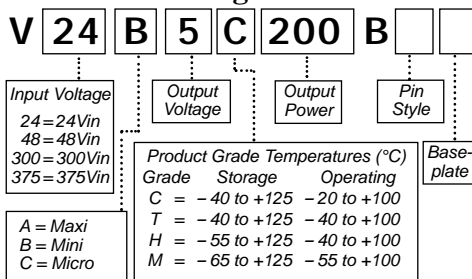 V 24 B 5 C 200 B
Input Voltage
24 = 24Vin
48 = 48Vin
300 = 300Vin
375 = 375Vin
Output
Voltage
Output
Power
Pin
Style
Base-
plate
Product Grade Temperatures (°C)
Grade Storage Operating
C = – 40 to +125 – 20 to +100
T = – 40 to +125 – 40 to +100
H = – 55 to +125 – 40 to +100
M = – 65 to +125 – 55 to +100
A = Maxi
B = Mini
C = Micro